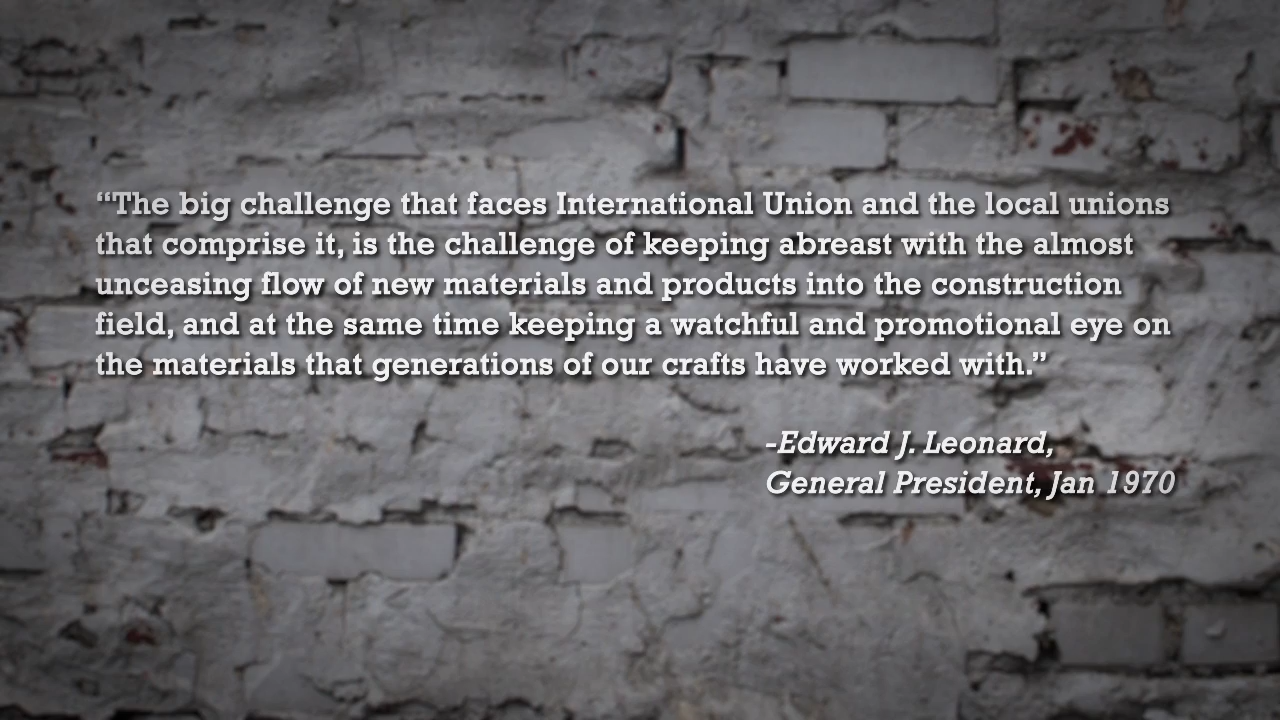 “The big challenge that faces International Union and the local unions
that comprise it, is the challenge of keeping abreast with the almost
unceasing flow of new materials and products into the construction
field, and at the same time keeping a watchful and promotional eye on
the materials that generations of our crafts have worked with.”
-Edward J. Leonard,
General President, Jan 1970